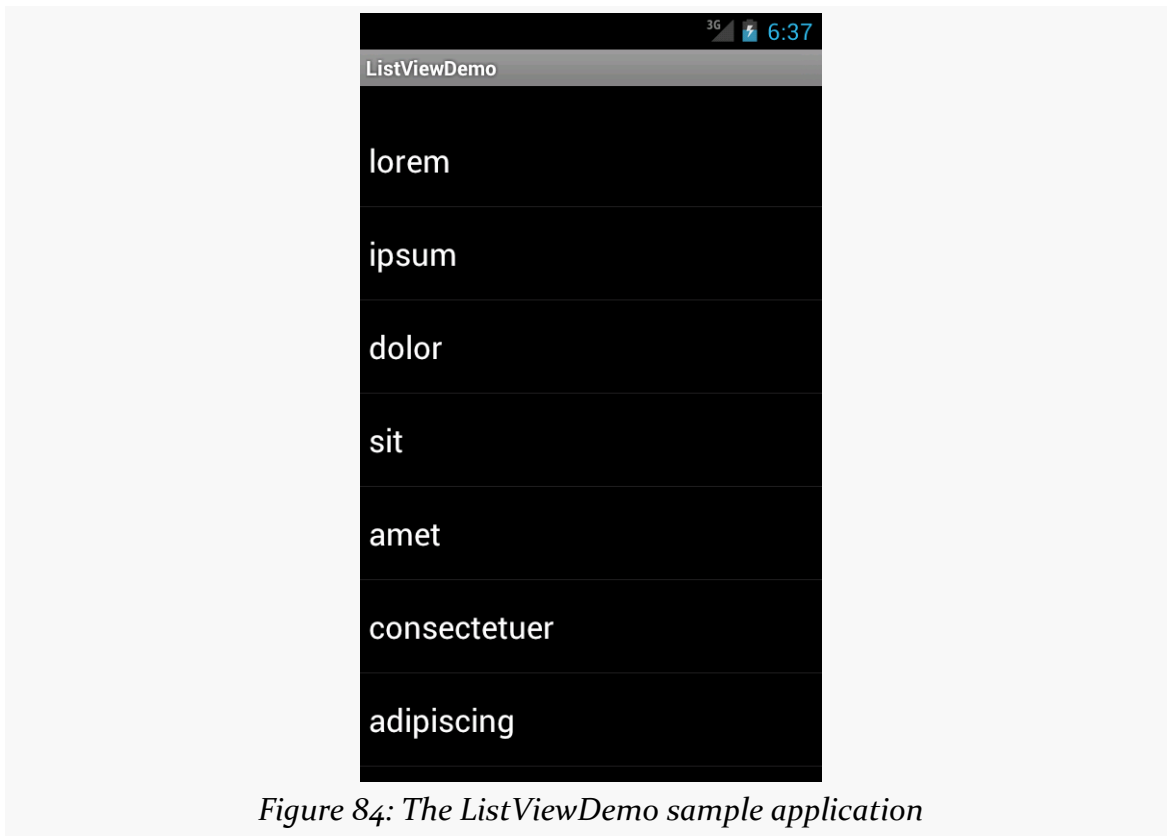 3G 6:37
ListViewDemo
lorem
ipsum
dolor
sit
amet
consectetuer
adipiscing
Figure 84: The ListViewDemo sample application